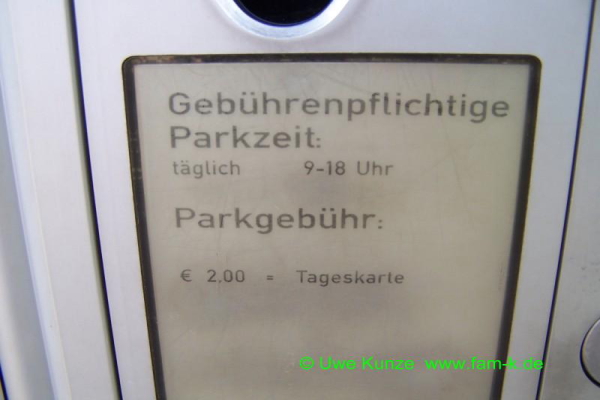 Gebührenpflichtige
Parkzeit:
täglich 9-18 Uhr
Parkgebühr:
€ 2,00 = Tageskarte
© Uwe Kunze www.fam-k.de